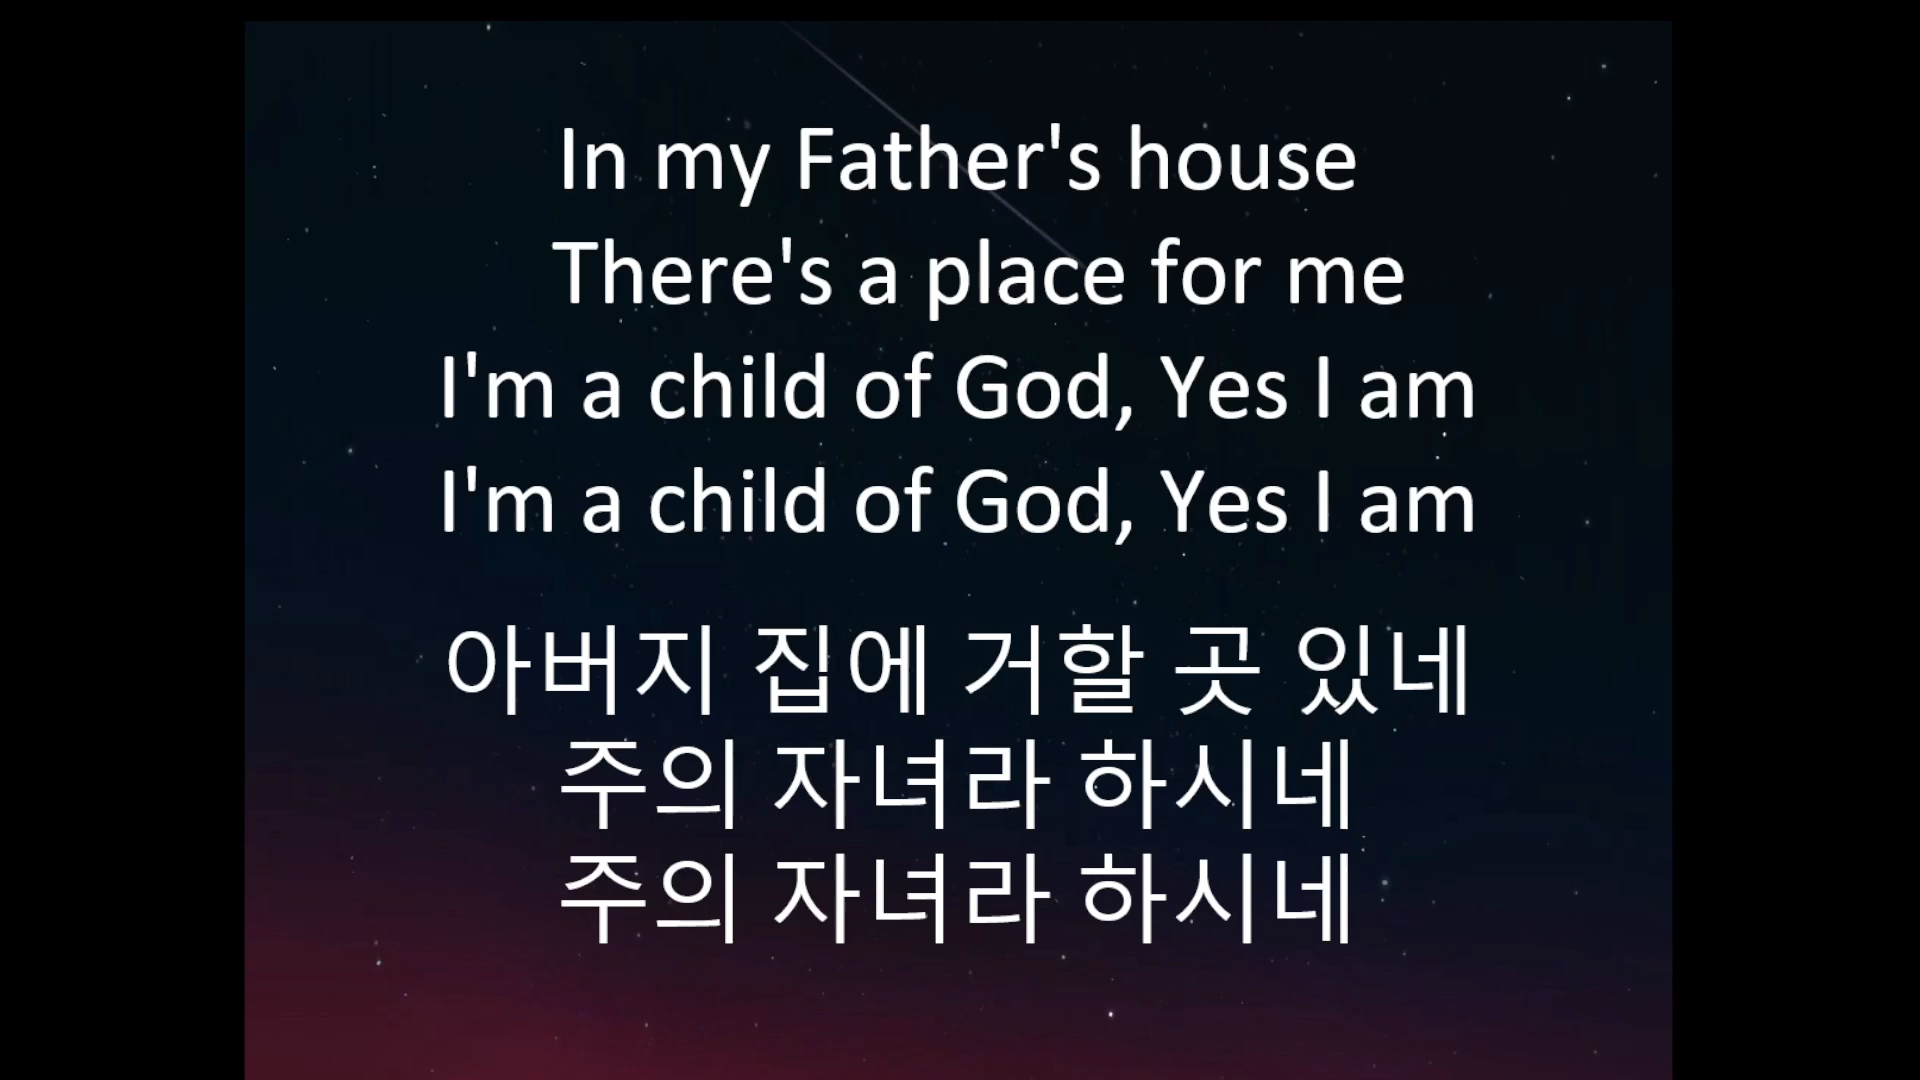 In my Father's house
There's a place for me
I'm a child of God, Yes I am
I'm a child of God, Yes I am
아버지 집에 거할 곳 있네
주의 자녀라 하시네
주의 자녀라 하시네